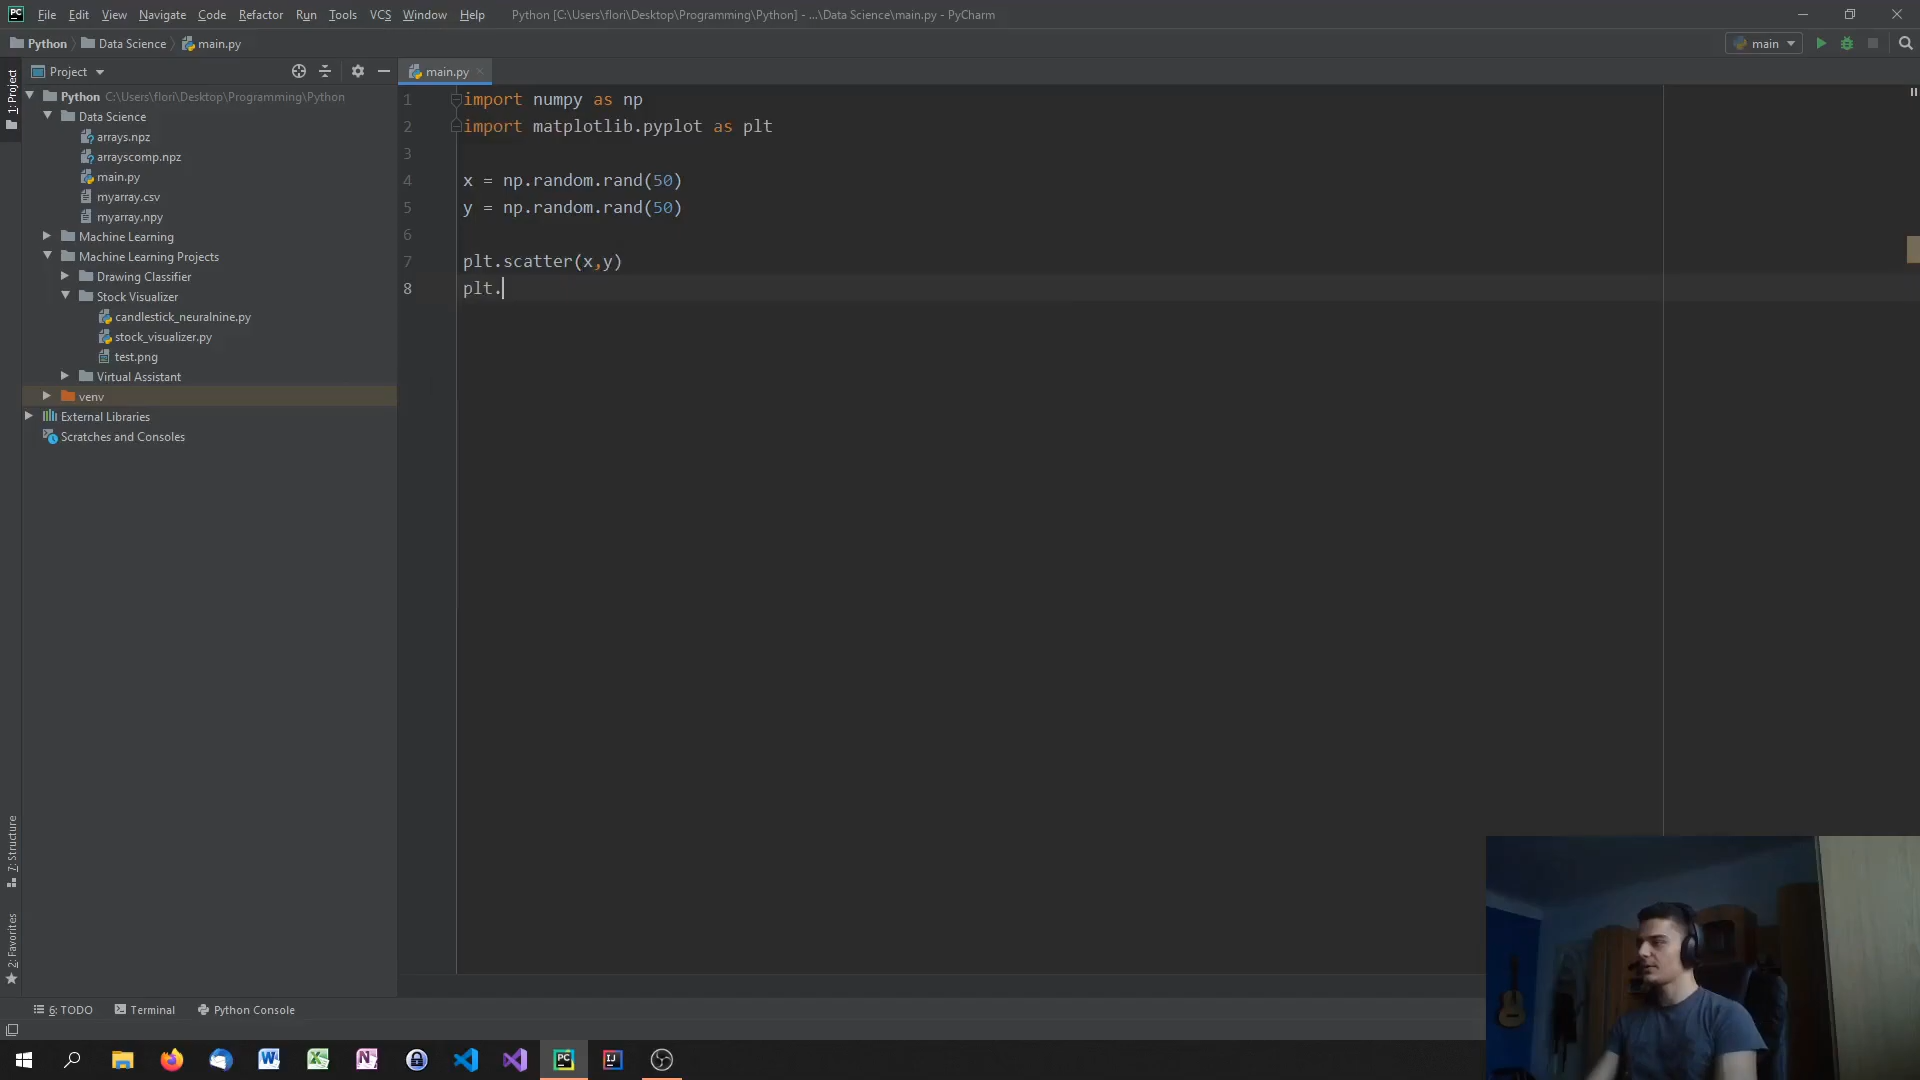 PC File Edit View Navigate Code Refactor Run Tools VCS Window Help Python [C:\Users\flori\Desktop\Programming\Python] - ...\Data Science\main.py - PyCharm
Python Data Science main.py main
1: Project
Project
main.py
Python C:\Users\flori\Desktop\Programming\Python
Data Science
arrays.npz
arrayscomp.npz
main.py
myarray.csv
myarray.npy
Machine Learning
Machine Learning Projects
Drawing Classifier
Stock Visualizer
candlestick_neuralnine.py
stock_visualizer.py
test.png
Virtual Assistant
venv
External Libraries
Scratches and Consoles
1 import numpy as np
2 import matplotlib.pyplot as plt
3
4 x = np.random.rand(50)
5 y = np.random.rand(50)
6
7 plt.scatter(x,y)
8 plt.
7: Structure
2: Favorites
6: TODO Terminal Python Console
W X N PC IJ